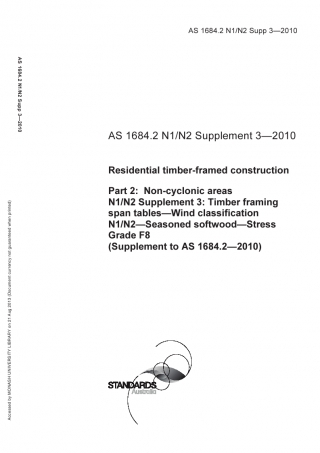 AS 1684.2 N1/N2 Supp 3—2010
AS 1684.2 N1/N2 Supp 3—2010
AS 1684.2 N1/N2 Supplement 3—2010
Residential timber-framed construction
Part 2: Non-cyclonic areas
N1/N2 Supplement 3: Timber framing
span tables—Wind classification
N1/N2—Seasoned softwood—Stress
Grade F8
(Supplement to AS 1684.2—2010)
Accessed by MONASH UNIVERSITY LIBRARY on 21 Aug 2010 (Document currency not guaranteed when printed)
STANDARDS
Australia